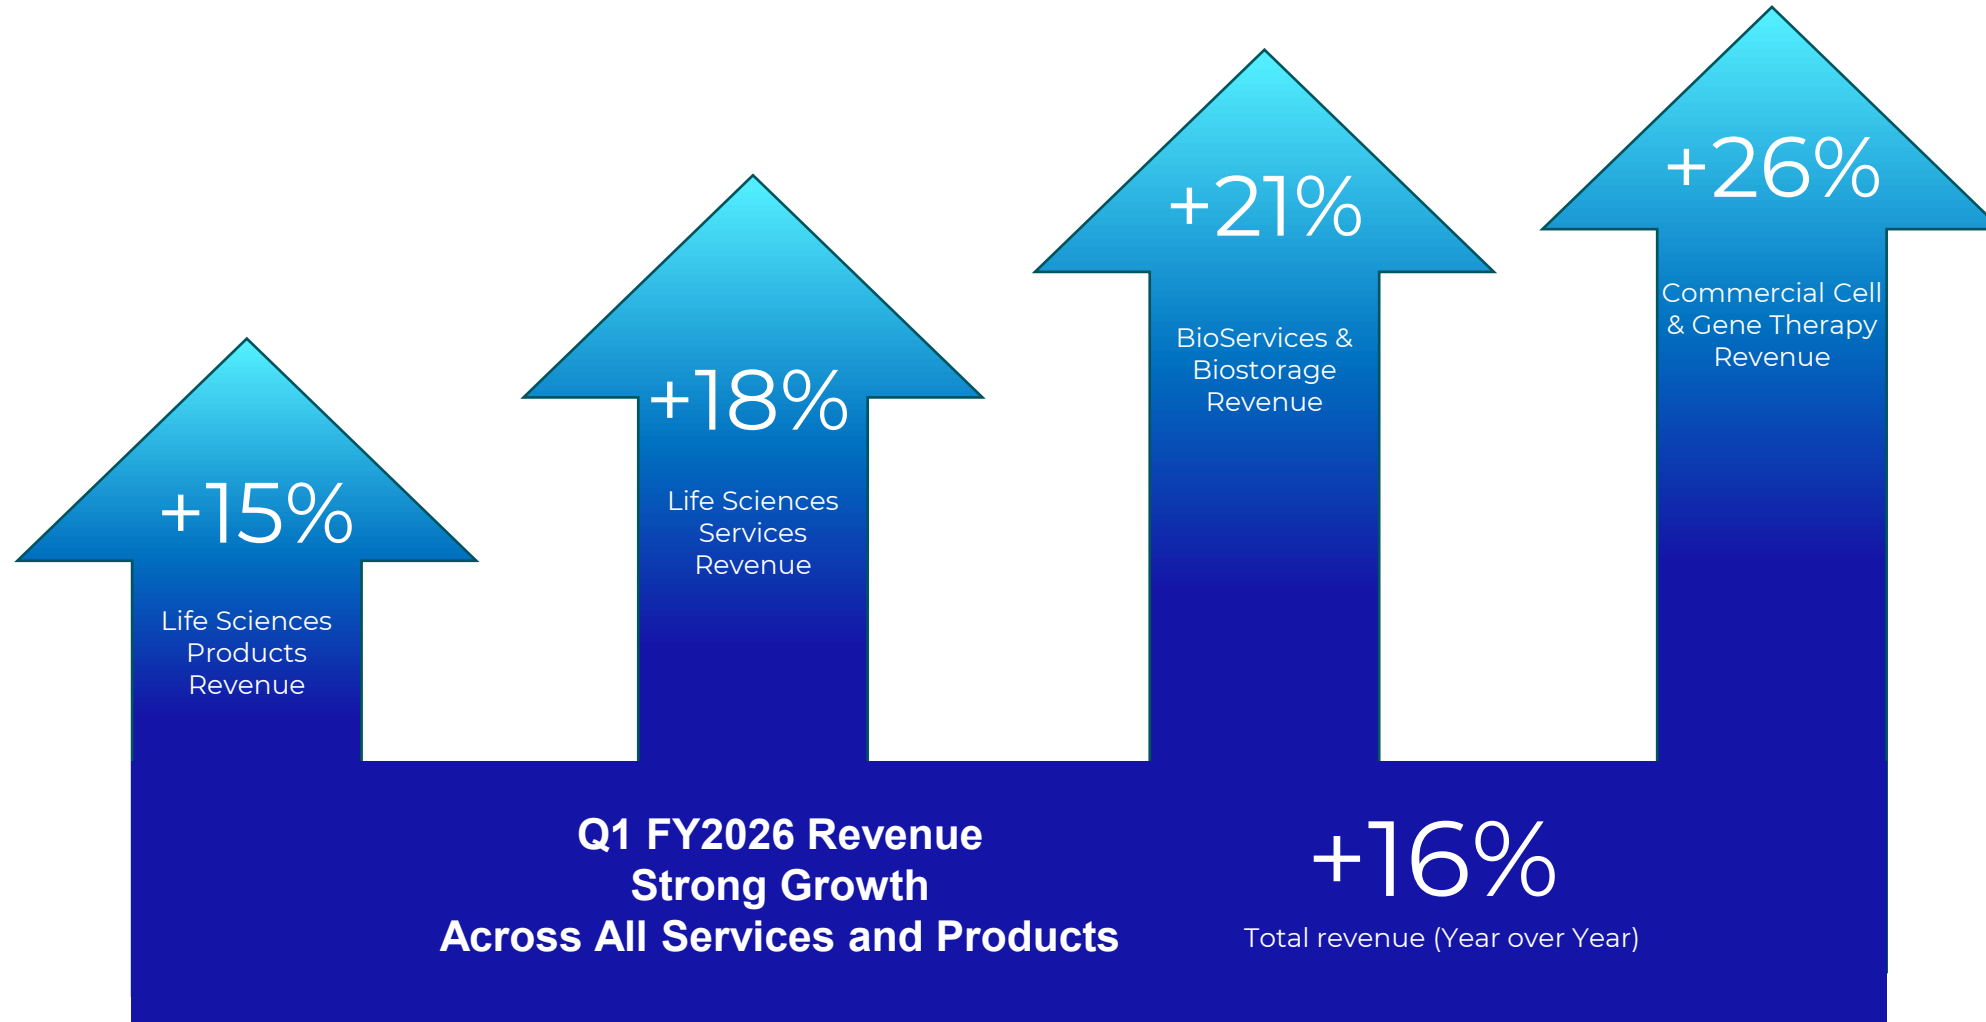 +15%
Life Sciences
Products
Revenue
+18%
Life Sciences
Services
Revenue
+21%
BioServices &
Biostorage
Revenue
+26%
Commercial Cell
& Gene Therapy
Revenue
Q1 FY2026 Revenue
Strong Growth
Across All Services and Products
+16%
Total revenue (Year over Year)